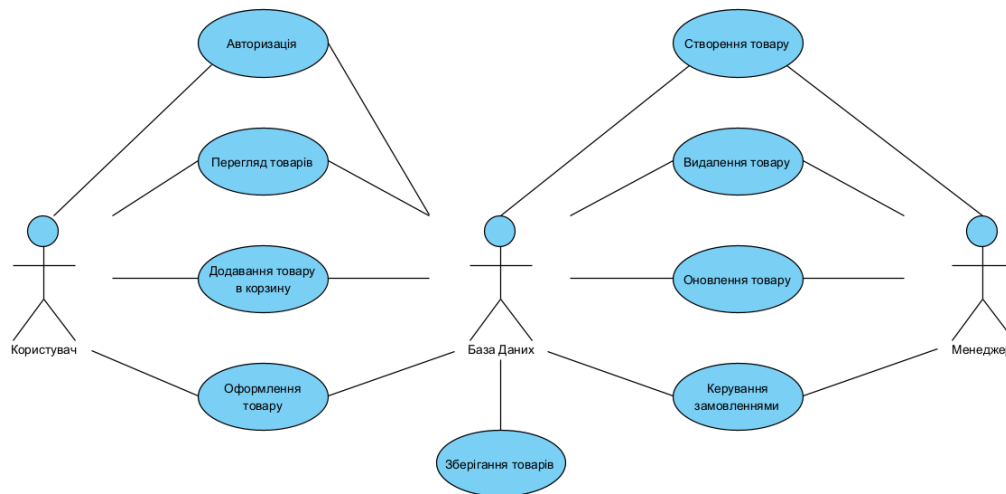 Авторизація
Створення товару
Перегляд товарів
Видалення товару
Додавання товару
в корзину
Оновлення товару
Користувач
База Даних
Менеджер
Оформлення
товару
Керування
замовленнями
Зберігання товарів